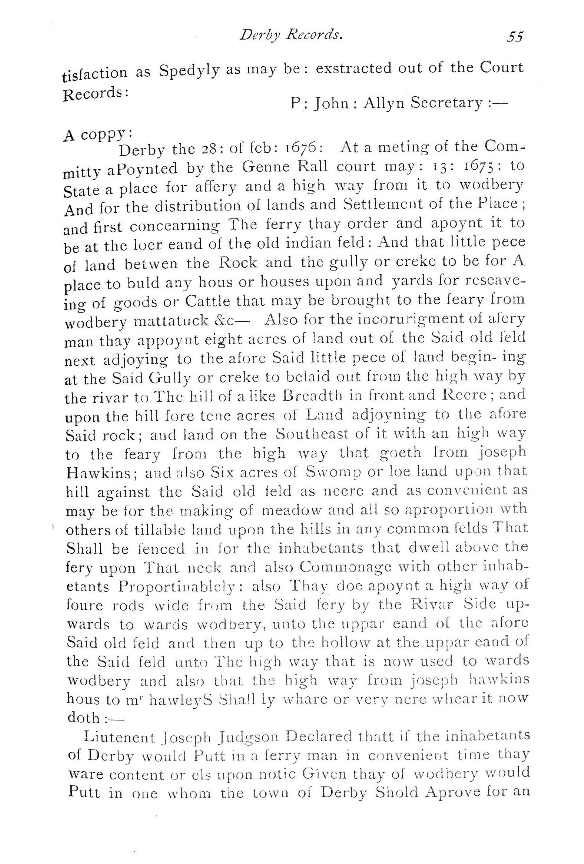 Derby Records. 55
tisfaction as Spedyly as may be : exstracted out of the Court
Records :
P : John : Allyn Secretary :—
A coppy :
Derby the 28 : of feb : 1676 : At a meting of the Com-
mitty aPoynted by the Genne Rall court may : 13 : 1675 : to
State a place for affery and a high way from it to wodbery
And for the distribution of lands and Settlement of the Place ;
and first concearning The ferry thay order and apoynt it to
be at the loer eand of the old indian feld : And that little pece
of land betwen the Rock and the gully or creke to be for A
place to buld any hous or houses upon and yards for resceave-
ing of goods or Cattle that may be brought to the feary from
wodbery mattatuck &c— Also for the incorurigment of afery
man thay appoynt eight acres of land out of the Said old feld
next adjoying to the afore Said little pece of land begin- ing
at the Said Gully or creke to belaid out from the high way by
the rivar to The hill of a like Breadth in front and Reere ; and
upon the hill fore tene acres of Land adjoyning to the afore
Said rock ; and land on the Southeast of it with an high way
to the feary from the high way that goeth from joseph
Hawkins ; and also Six acres of Swomp or loe land upon that
hill against the Said old feld as neere and as convenient as
may be for the making of meadow and all so aproportion wth
others of tillable land upon the hills in any common felds That
Shall be fenced in for the inhabetants that dwell above the
fery upon That neck and also Commonage with other inhab-
etants Proportinablely : also Thay doe apoynt a high way of
foure rods wide from the Said fery by the Rivar Side up-
wards to wards wodbery, unto the uppar eand of the afore
Said old feld and then up to the hollow at the uppar eand of
the Said feild unto The high way that is now used to wards
wodbery and also that the high way from joseph hawkins
hous to mr hawleyS Shall ly whare or very nere whear it now
doth :—
Liutenent Joseph Judgson Declared thatt if the inhabetants
of Derby would Putt in a ferry man in convenient time thay
ware content or els upon notic Given thay of wodbery would
Putt in one whom the town of Derby Shold Aprove for an